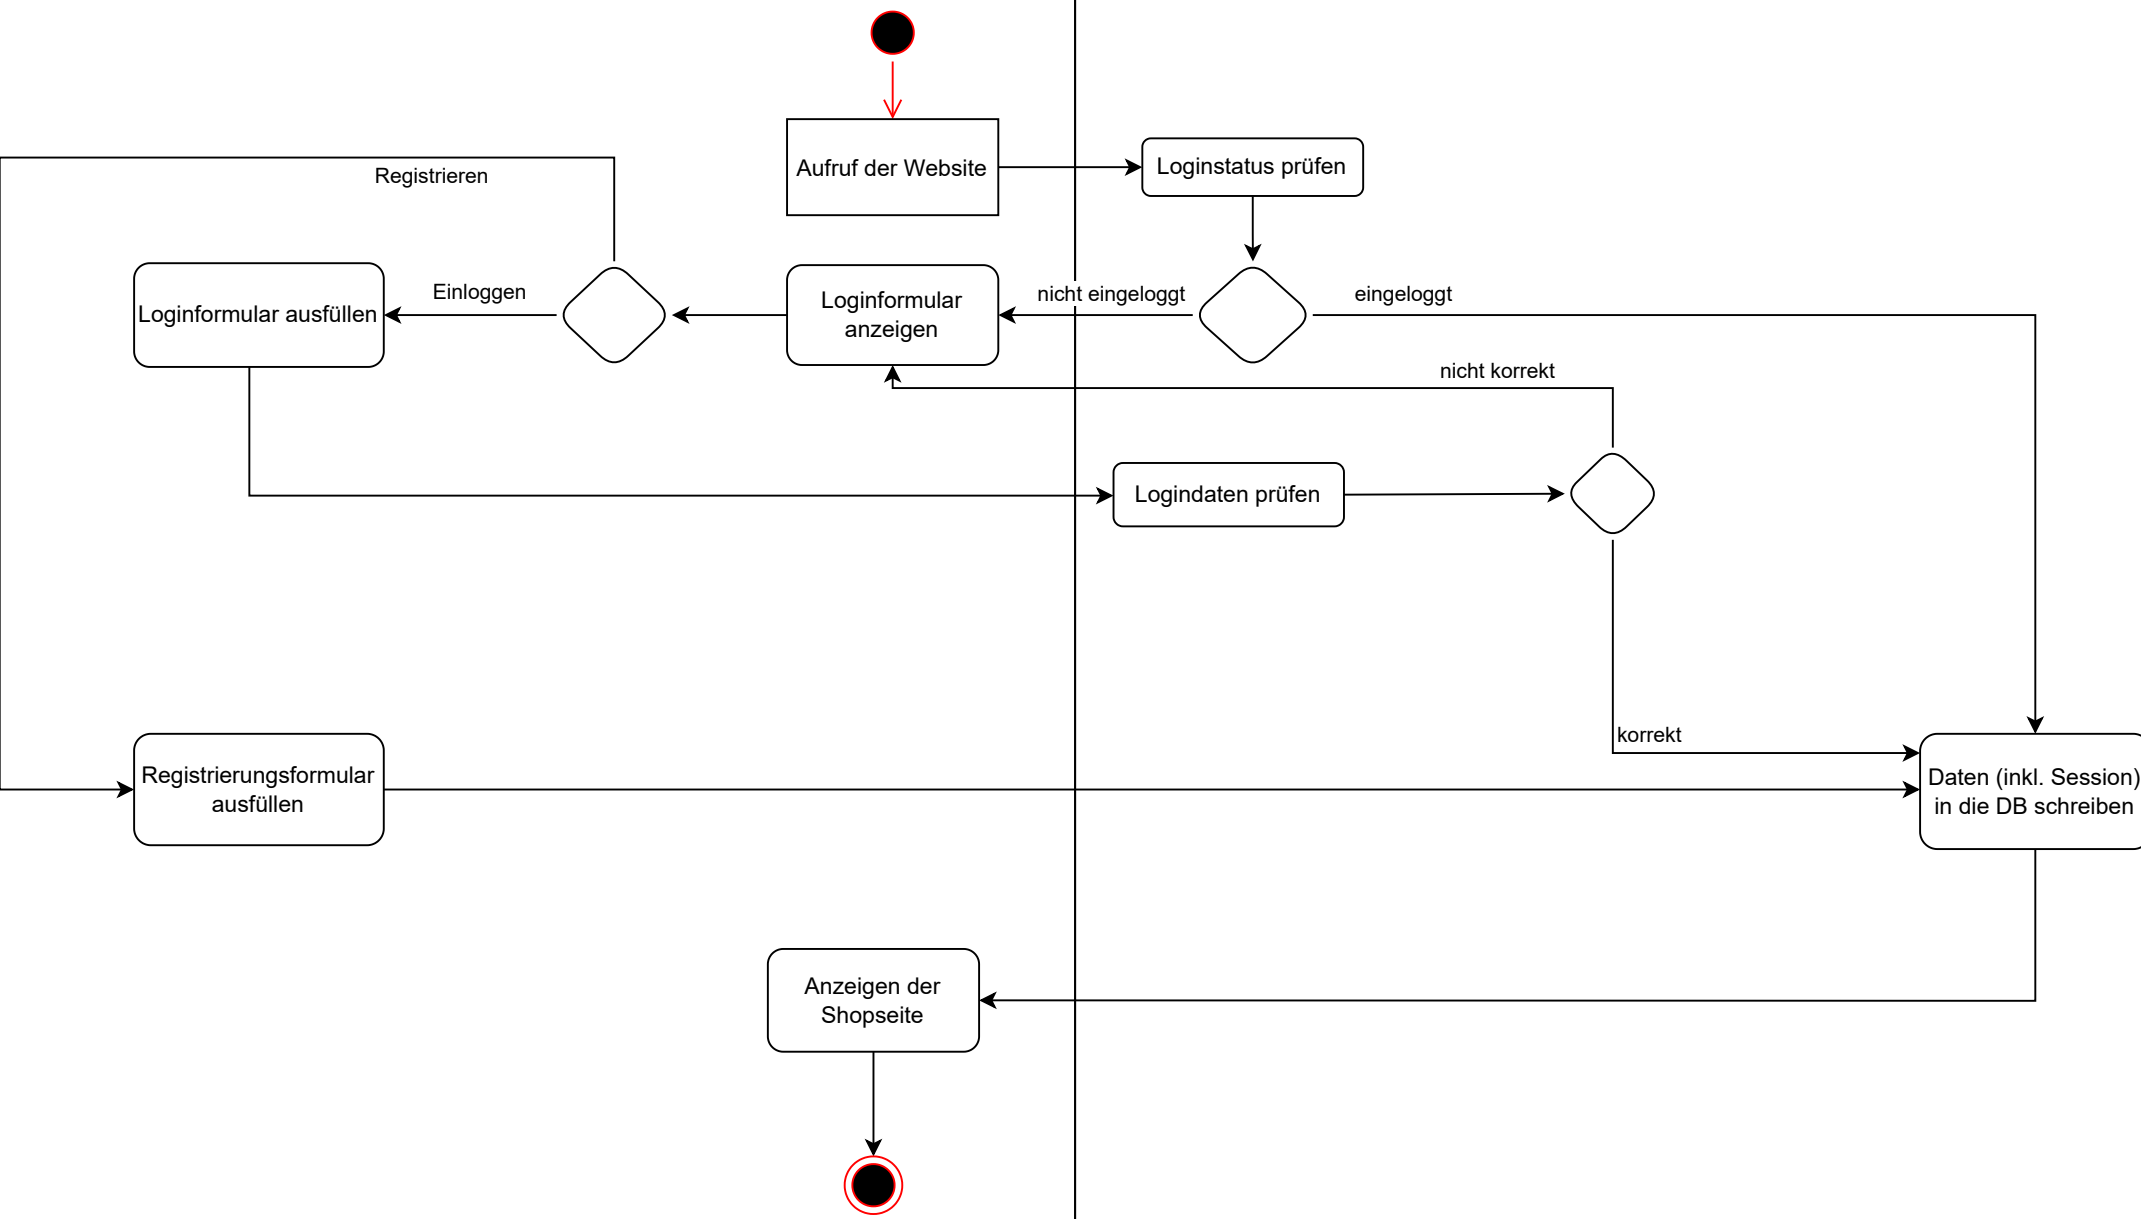 Aufruf der Website
Loginstatus prüfen
Registrieren
Loginformular ausfüllen
Einloggen
Loginformular
anzeigen
nicht eingeloggt
eingeloggt
nicht korrekt
Logindaten prüfen
korrekt
Registrierungsformular
ausfüllen
Daten (inkl. Session)
in die DB schreiben
Anzeigen der
Shopseite